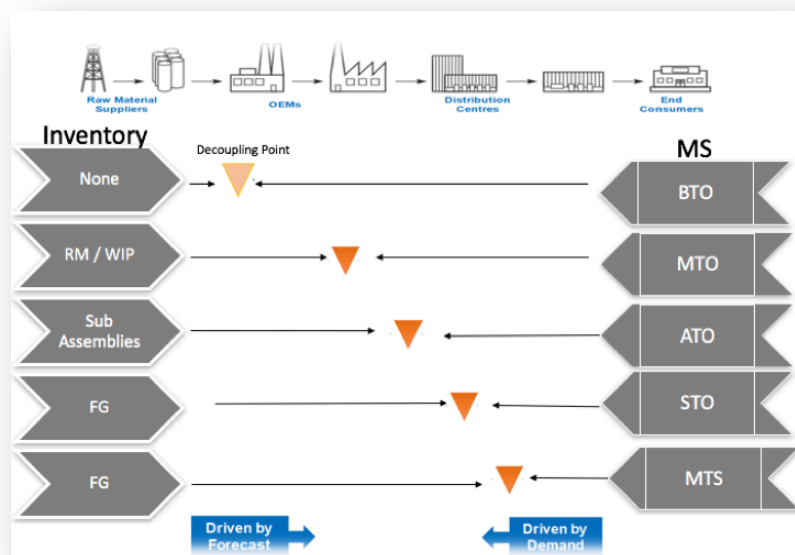 Raw Material
Suppliers
OEMs
Distribution
Centres
End
Consumers
Inventory
Decoupling Point
MS
None
BTO
RM / WIP
MTO
Sub
Assemblies
ATO
FG
STO
FG
MTS
Driven by
Forecast
Driven by
Demand